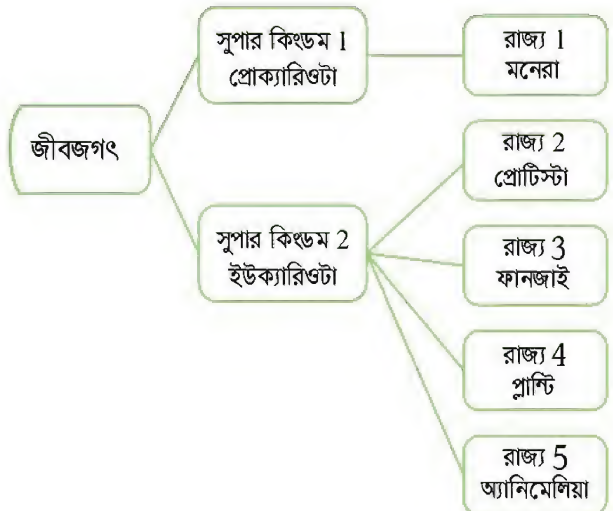 জীবজগৎ
সুপার কিংডম 1
প্রোক্যারিওটা
রাজ্য 1
মনেরা
সুপার কিংডম 2
ইউক্যারিওটা
রাজ্য 2
প্রোটিস্টা
রাজ্য 3
ফানজাই
রাজ্য 4
প্লান্টি
রাজ্য 5
অ্যানিমেলিয়া